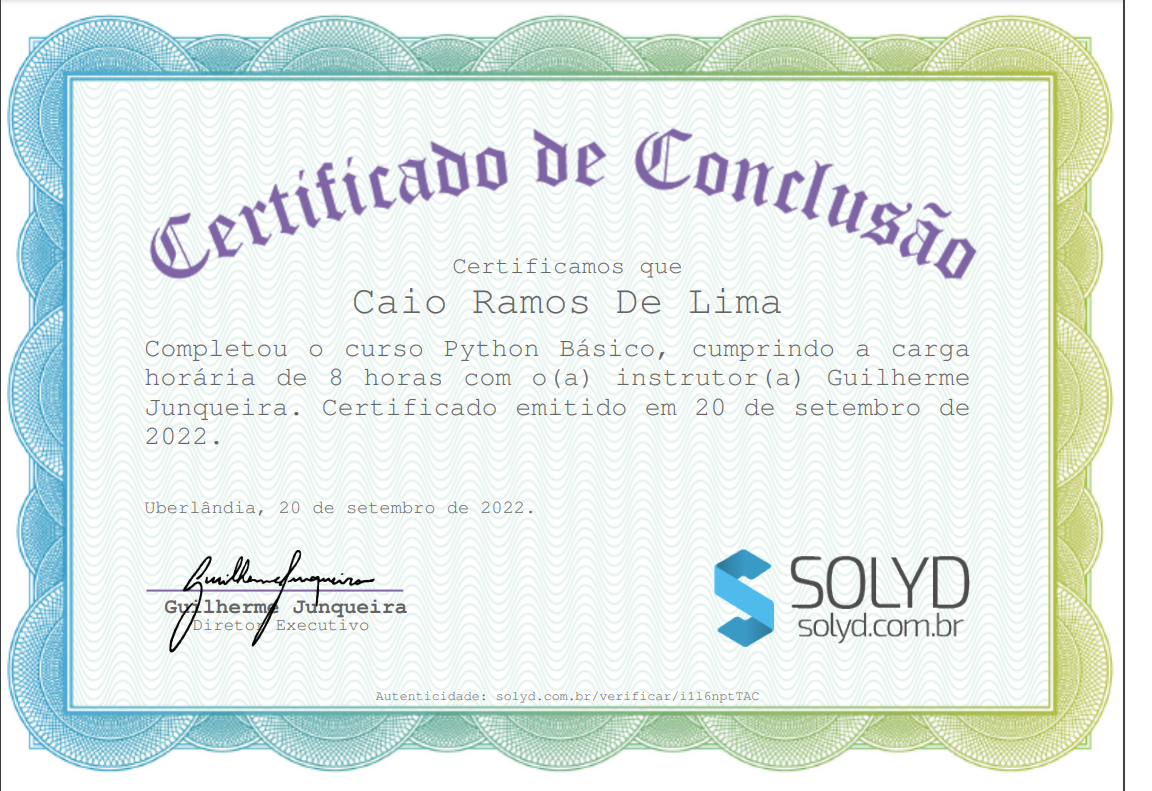 Certificado de Conclusão
Certificamos que
Caio Ramos De Lima
Completou o curso Python Básico, cumprindo a carga
horária de 8 horas com o(a) instrutor(a) Guilherme
Junqueira. Certificado emitido em 20 de setembro de
2022.
Uberlândia, 20 de setembro de 2022.
Guilherme Junqueira
Guilherme Junqueira
Diretor Executivo
SOLYD
solyd.com.br
Autenticidade: solyd.com.br/verificar/i1l6nptTAC